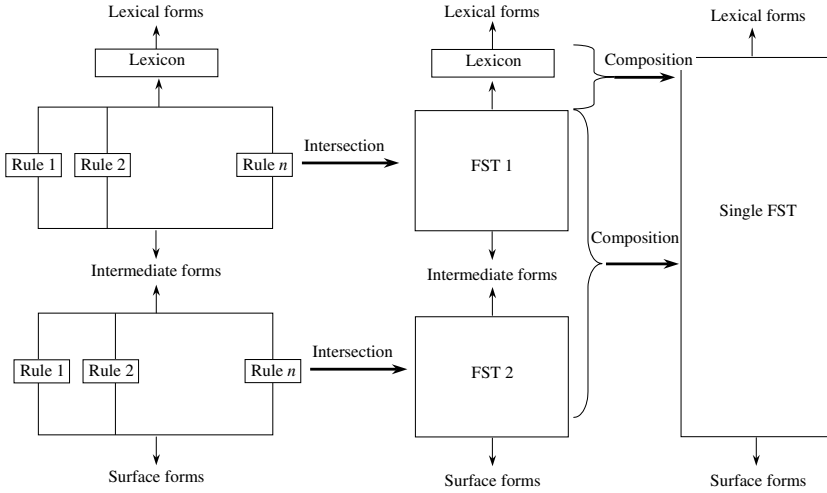 Lexical forms
Lexicon
Rule 1
Rule 2
Rule n
Intermediate forms
Rule 1
Rule 2
Rule n
Surface forms
Intersection
Intersection
Lexical forms
Lexicon
FST 1
Intermediate forms
FST 2
Surface forms
Composition
Composition
Lexical forms
Single FST
Surface forms